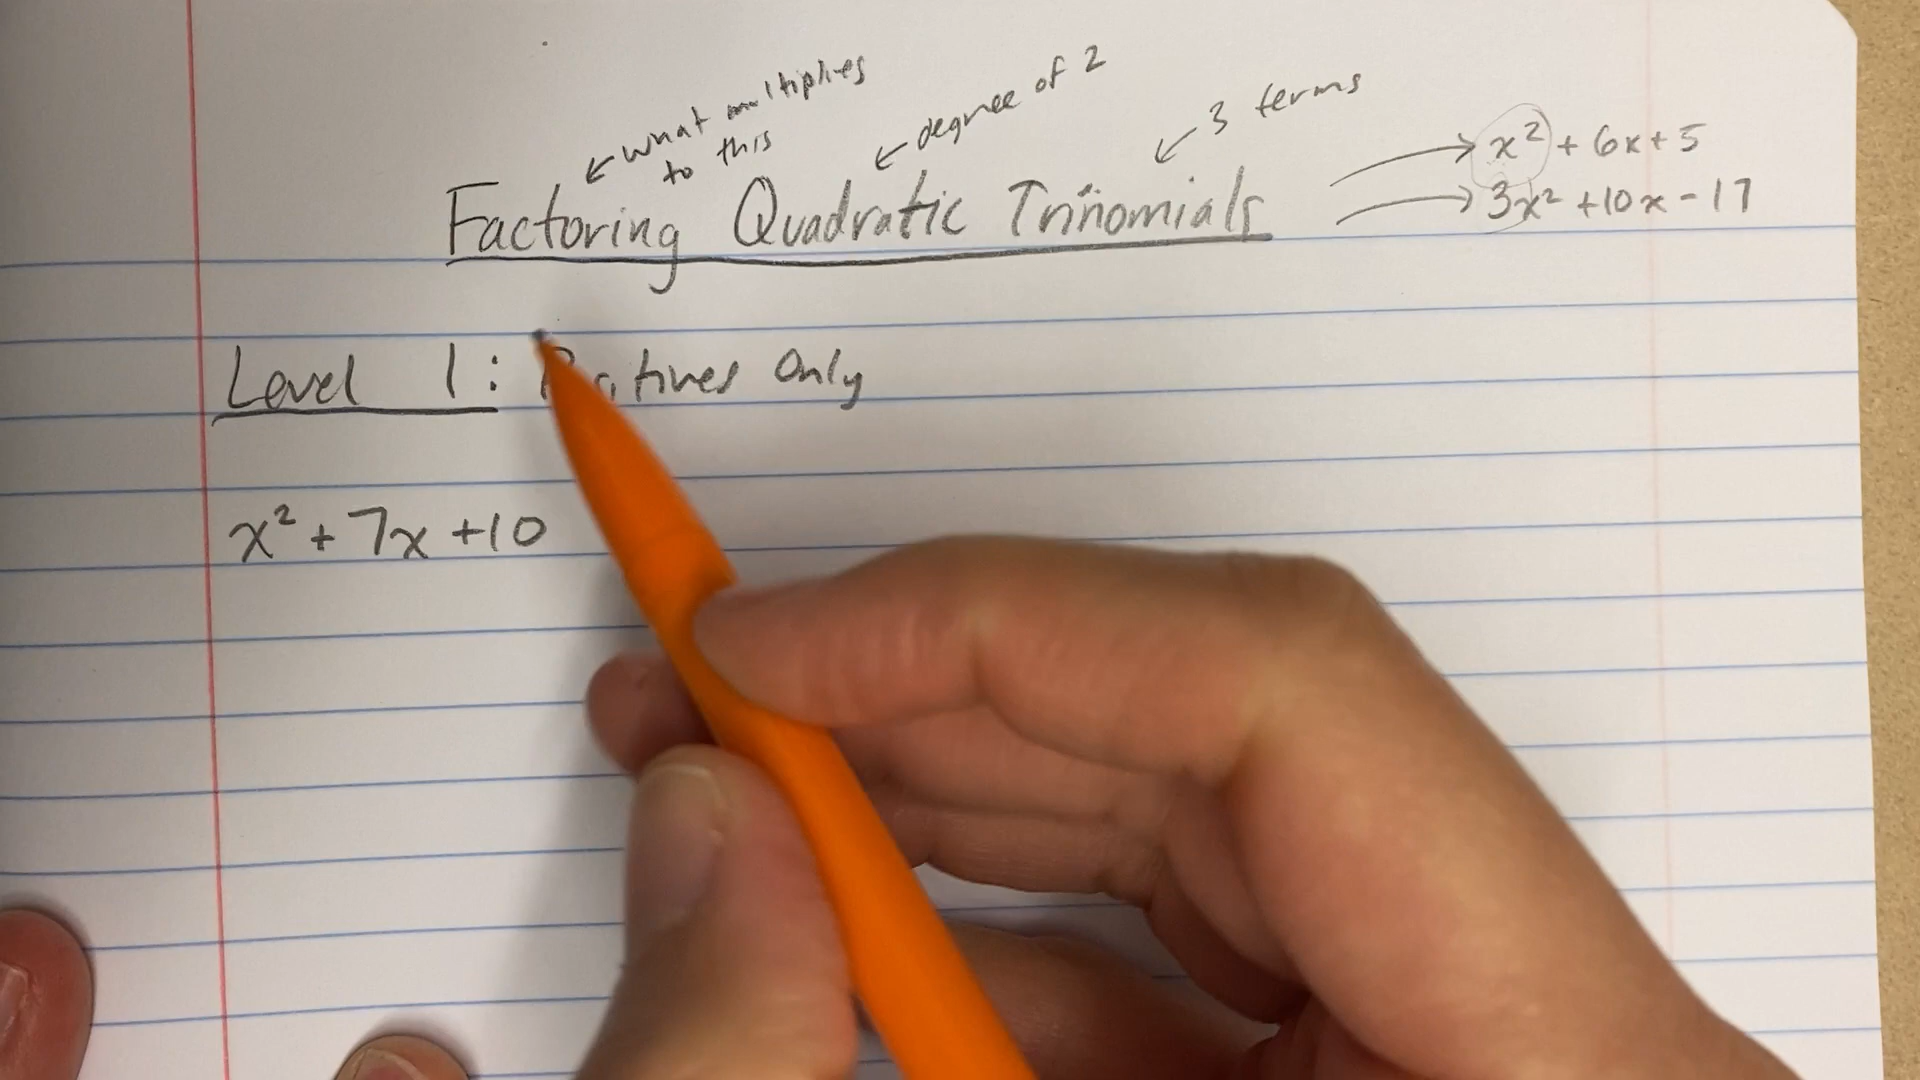 what multiplies
to this
degree of 2
3 terms
Factoring Quadratic Trinomials
x² + 6x + 5
3x² + 10x - 17
Level 1: Only
x² + 7x + 10